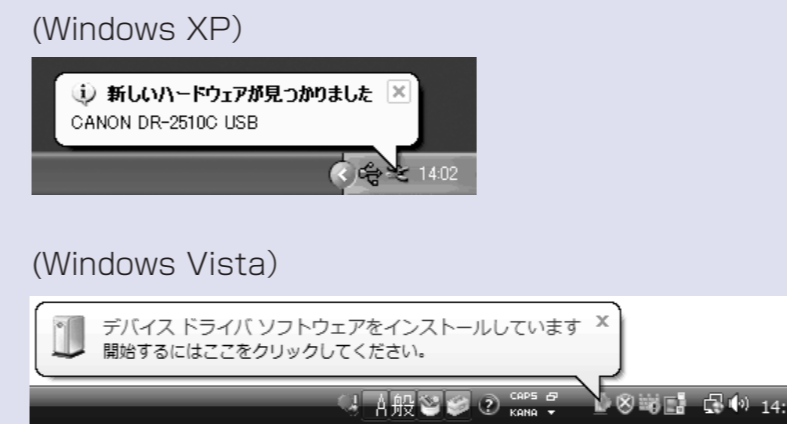 (Windows XP)
新しいハードウェアが見つかりました
CANON DR-2510C USB
14:02
(Windows Vista)
デバイス ドライバ ソフトウェアをインストールしています
開始するにはここをクリックしてください。
A 般 CAPS
KANA
14: